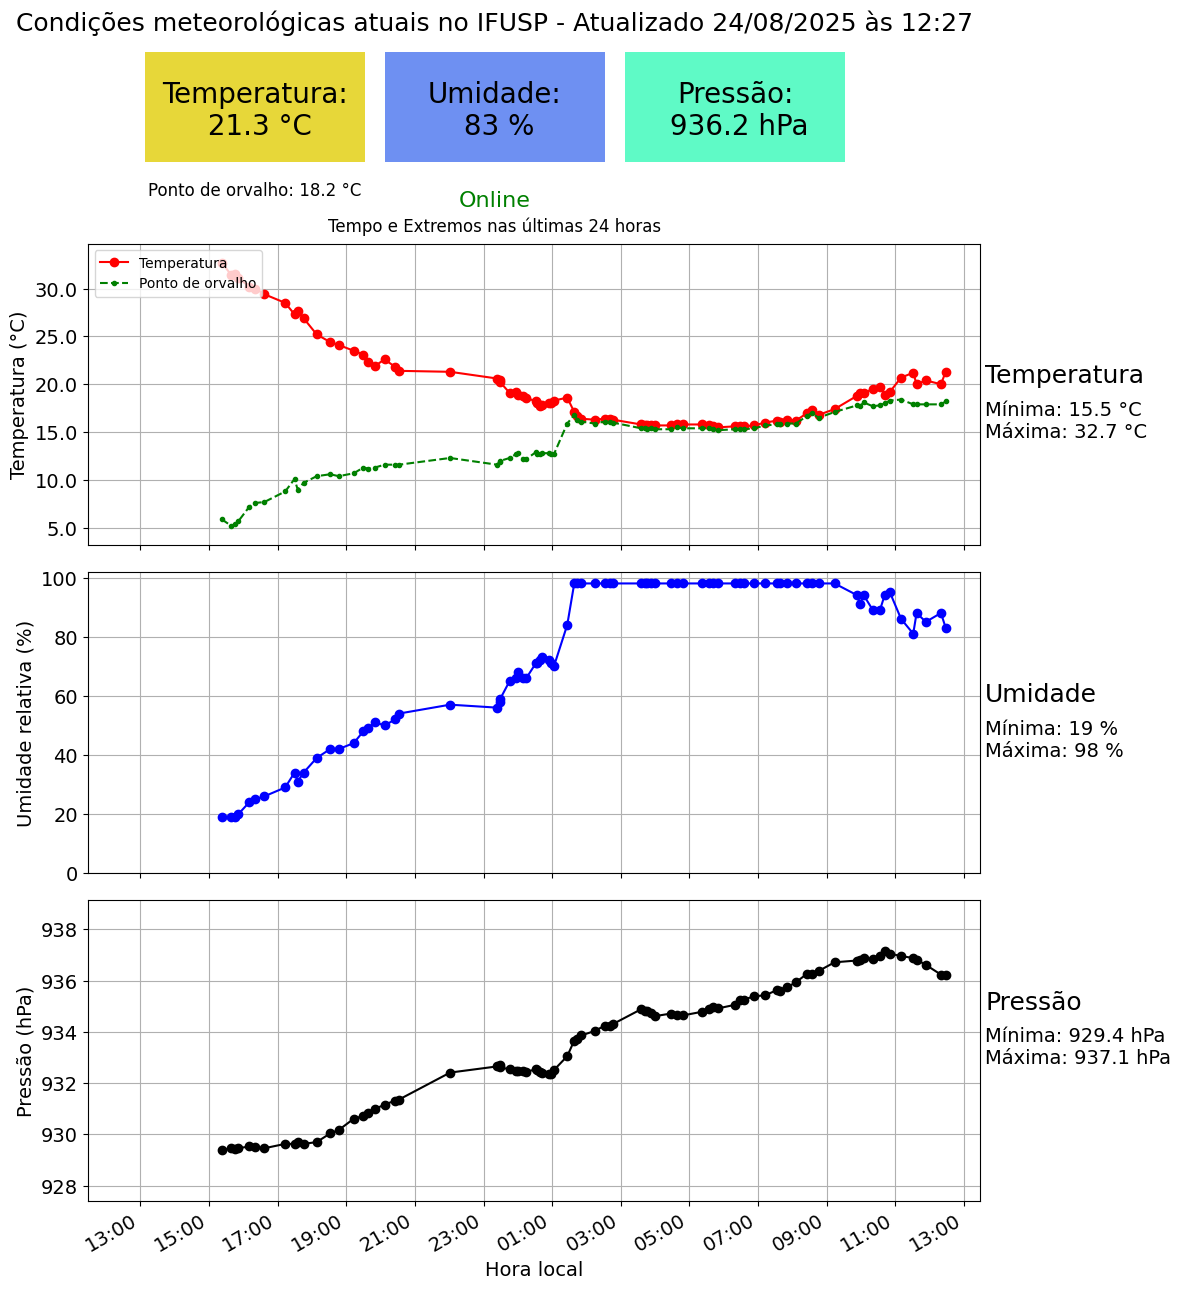 Condições meteorológicas atuais no IFUSP - Atualizado 24/08/2025 às 12:27
Temperatura:
21.3 °C
Umidade:
83 %
Pressão:
936.2 hPa
Ponto de orvalho: 18.2 °C
Online
Tempo e Extremos nas últimas 24 horas
Temperatura
Ponto de orvalho
Temperatura (°C)
30.0
25.0
20.0
15.0
10.0
5.0
Temperatura
Mínima: 15.5 °C
Máxima: 32.7 °C
Umidade relativa (%)
100
80
60
40
20
0
Umidade
Mínima: 19 %
Máxima: 98 %
Pressão (hPa)
938
936
934
932
930
928
Pressão
Mínima: 929.4 hPa
Máxima: 937.1 hPa
13:00 15:00 17:00 19:00 21:00 23:00 01:00 03:00 05:00 07:00 09:00 11:00 13:00
Hora local